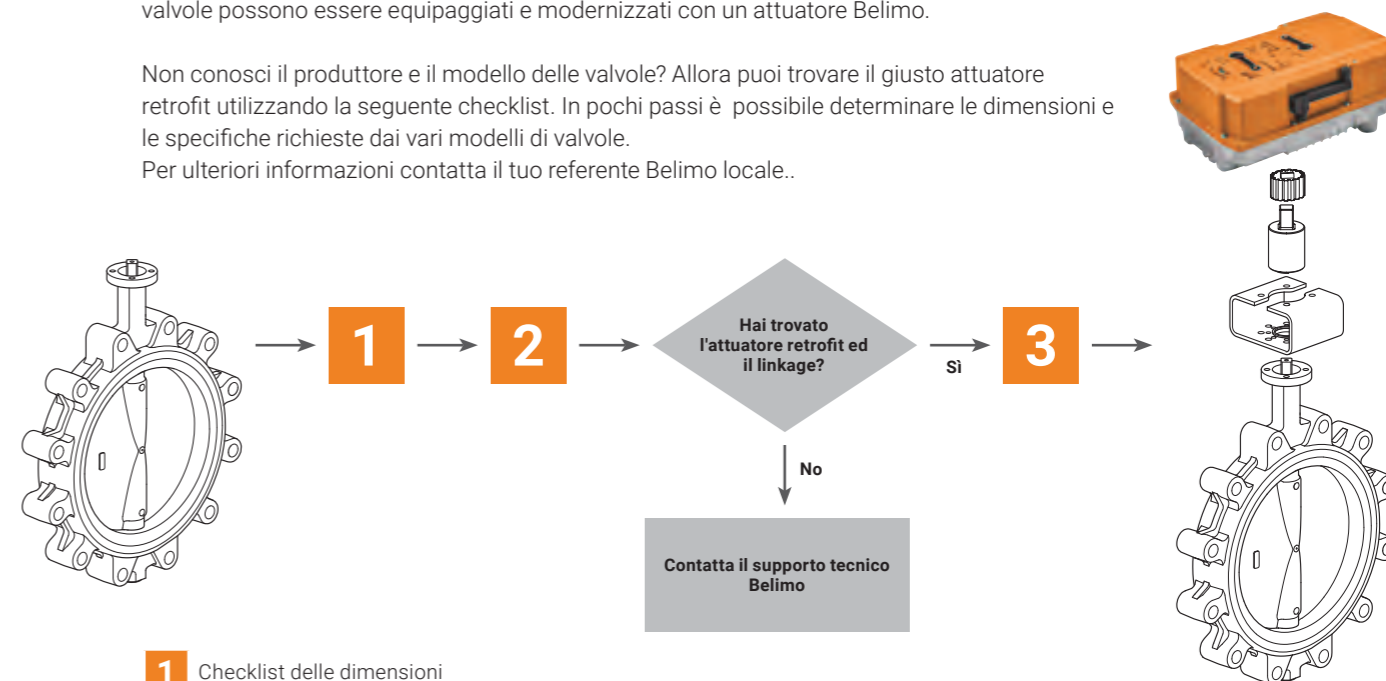 valvole possono essere equipaggiati e modernizzati con un attuatore Belimo.
Non conosci il produttore e il modello delle valvole? Allora puoi trovare il giusto attuatore
retrofit utilizzando la seguente checklist. In pochi passi è possibile determinare le dimensioni e
le specifiche richieste dai vari modelli di valvole.
Per ulteriori informazioni contatta il tuo referente Belimo locale..
1
2
Hai trovato
l'attuatore retrofit ed
il linkage?
Sì
3
No
Contatta il supporto tecnico
Belimo
1 Checklist delle dimensioni